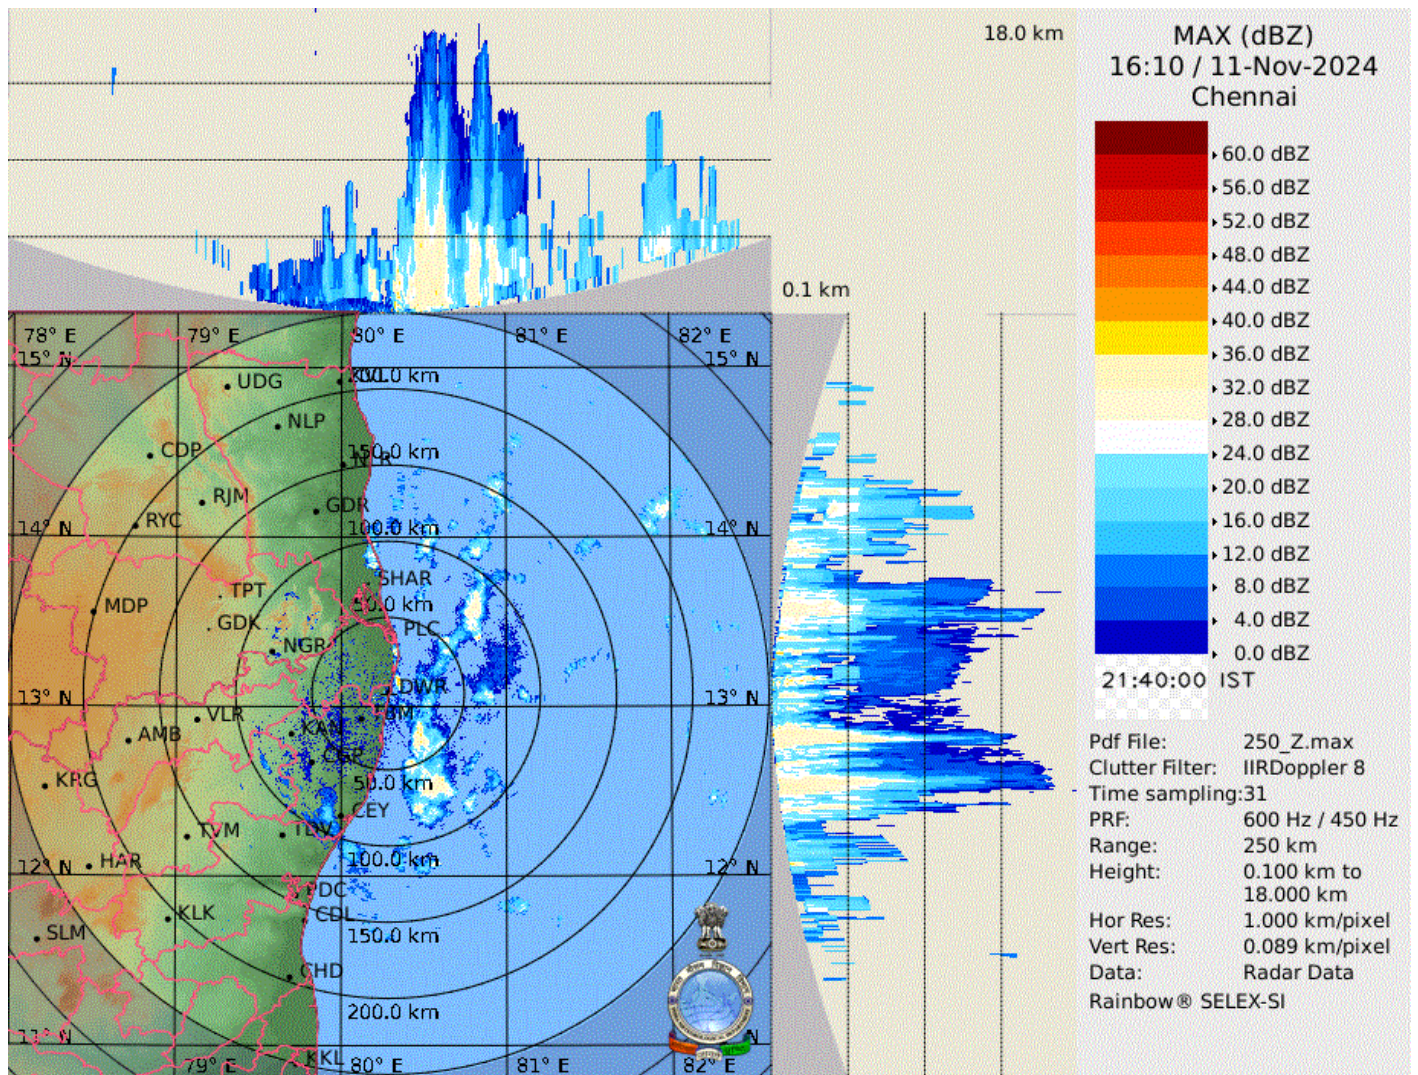 18.0 km
0.1 km
MAX (dBZ)
16:10 / 11-Nov-2024
Chennai
60.0 dBZ
56.0 dBZ
52.0 dBZ
48.0 dBZ
44.0 dBZ
40.0 dBZ
36.0 dBZ
32.0 dBZ
28.0 dBZ
24.0 dBZ
20.0 dBZ
16.0 dBZ
12.0 dBZ
8.0 dBZ
4.0 dBZ
0.0 dBZ
21:40:00 IST
Pdf File: 250_Z.max
Clutter Filter: IIRDoppler 8
Time sampling:31
PRF: 600 Hz / 450 Hz
Range: 250 km
Height: 0.100 km to
18.000 km
Hor Res: 1.000 km/pixel
Vert Res: 0.089 km/pixel
Data: Radar Data
Rainbow® SELEX-SI
78° E 79° E 80° E 81° E 82° E
15° N 15° N
UDG
NLP
CDP
150.0 km
RJM
GDR
RYC
14° N 100.0 km 14° N
SHAR
TPT
MDP 50.0 km
GDK PLC
NGR
DWR
13° N 13° N
VLR
KAN
AMB
KPG 50.0 km
CEY
TVM TDV
HAR 100.0 km
12° N 12° N
PDC
KLK CDL
SLM 150.0 km
CHD
200.0 km
11° N 11° N
KKL
79° E 80° E 81° E 82° E